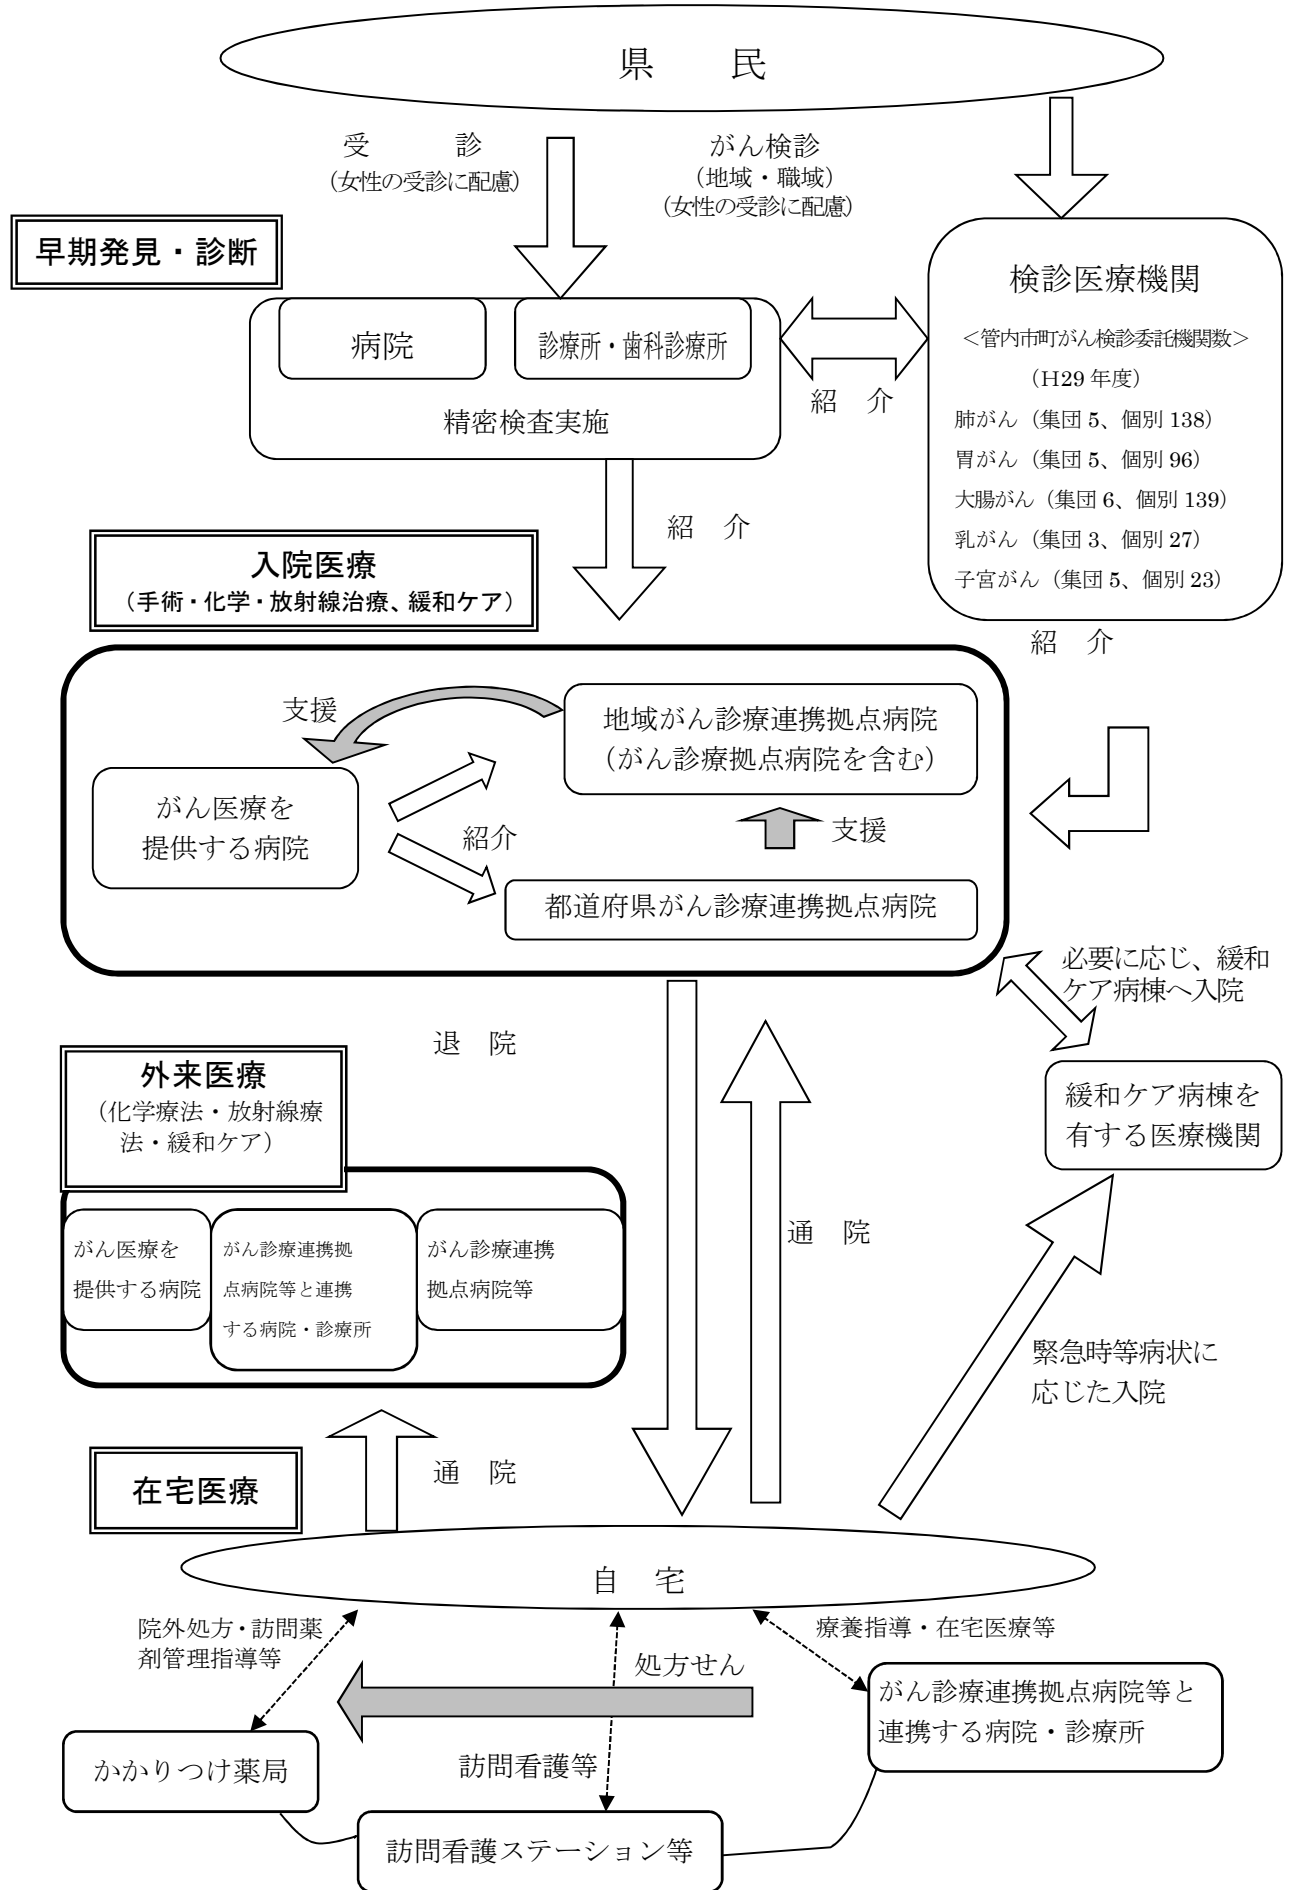 県　　民
受　　　診
（女性の受診に配慮）
がん検診
（地域・職域）
（女性の受診に配慮）
早期発見・診断
病院
診療所・歯科診療所
精密検査実施
紹　介
検診医療機関
＜管内市町がん検診委託機関数＞
（H29 年度）
肺がん（集団 5、個別 138）
胃がん（集団 5、個別 96）
大腸がん（集団 6、個別 139）
乳がん（集団 3、個別 27）
子宮がん（集団 5、個別 23）
紹　介
入院医療
（手術・化学・放射線治療、緩和ケア）
紹　介
支援
地域がん診療連携拠点病院
（がん診療拠点病院を含む）
がん医療を
提供する病院
紹介
支援
都道府県がん診療連携拠点病院
必要に応じ、緩和
ケア病棟へ入院
退　院
外来医療
（化学療法・放射線療
法・緩和ケア）
緩和ケア病棟を
有する医療機関
がん医療を
提供する病院
がん診療連携拠
点病院等と連携
する病院・診療所
がん診療連携
拠点病院等
通　院
緊急時等病状に
応じた入院
在宅医療
通　院
自　宅
院外処方・訪問薬
剤管理指導等
処方せん
療養指導・在宅医療等
がん診療連携拠点病院等と
連携する病院・診療所
かかりつけ薬局
訪問看護等
訪問看護ステーション等